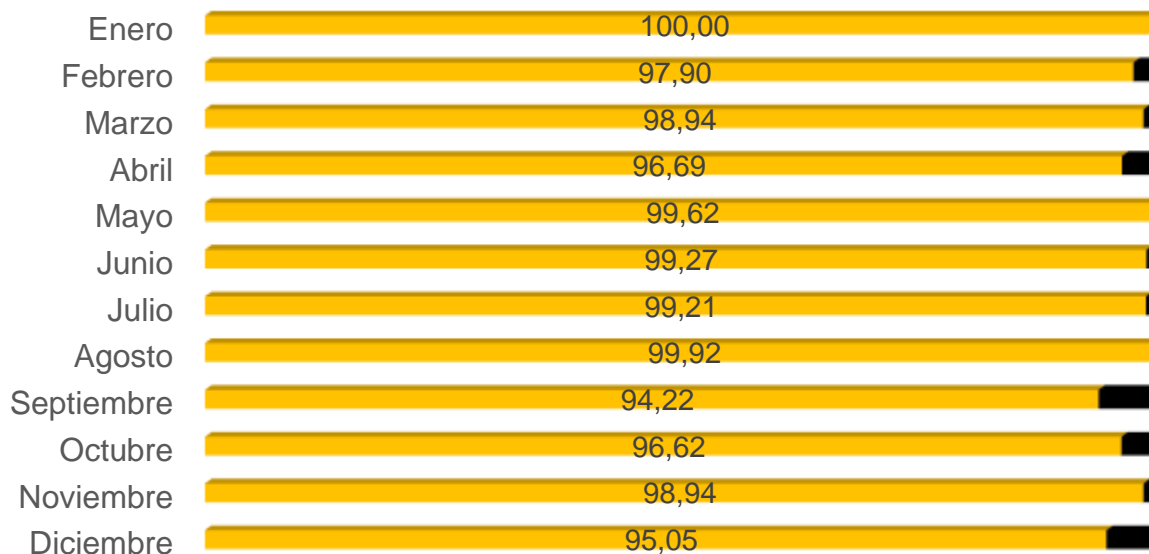 Enero 100,00
Febrero 97,90
Marzo 98,94
Abril 96,69
Mayo 99,62
Junio 99,27
Julio 99,21
Agosto 99,92
Septiembre 94,22
Octubre 96,62
Noviembre 98,94
Diciembre 95,05